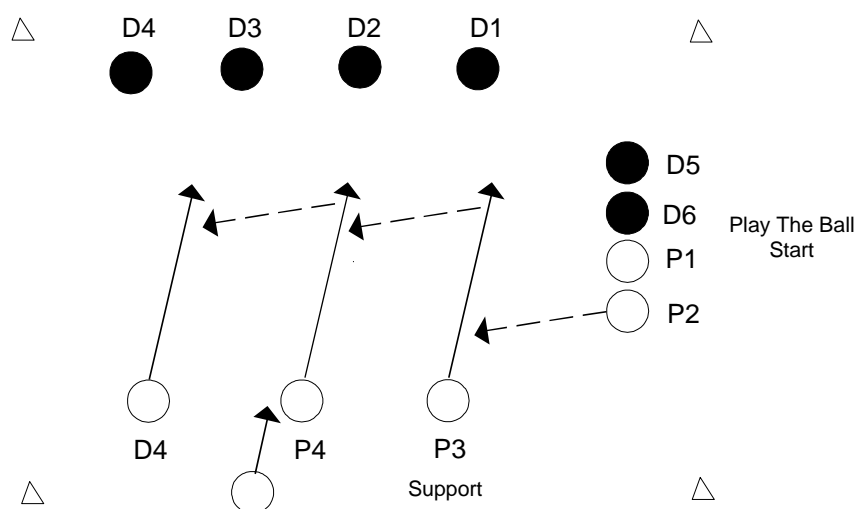 D4 D3 D2 D1
D5
D6
Play The Ball
Start
P1
P2
D4 P4 P3
Support